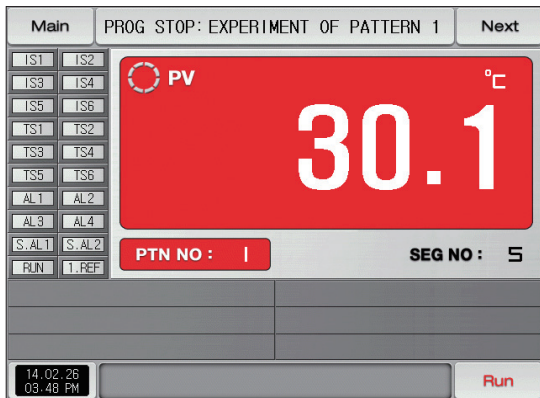 Main PROG STOP: EXPERIMENT OF PATTERN 1 Next
IS1 IS2
IS3 IS4
IS5 IS6
TS1 TS2
TS3 TS4
TS5 TS6
AL1 AL2
AL3 AL4
S.AL1 S.AL2
RUN 1.REF
PV °C
30.1
PTN NO : 1 SEG NO : 5
14.02.26
03:48 PM
Run